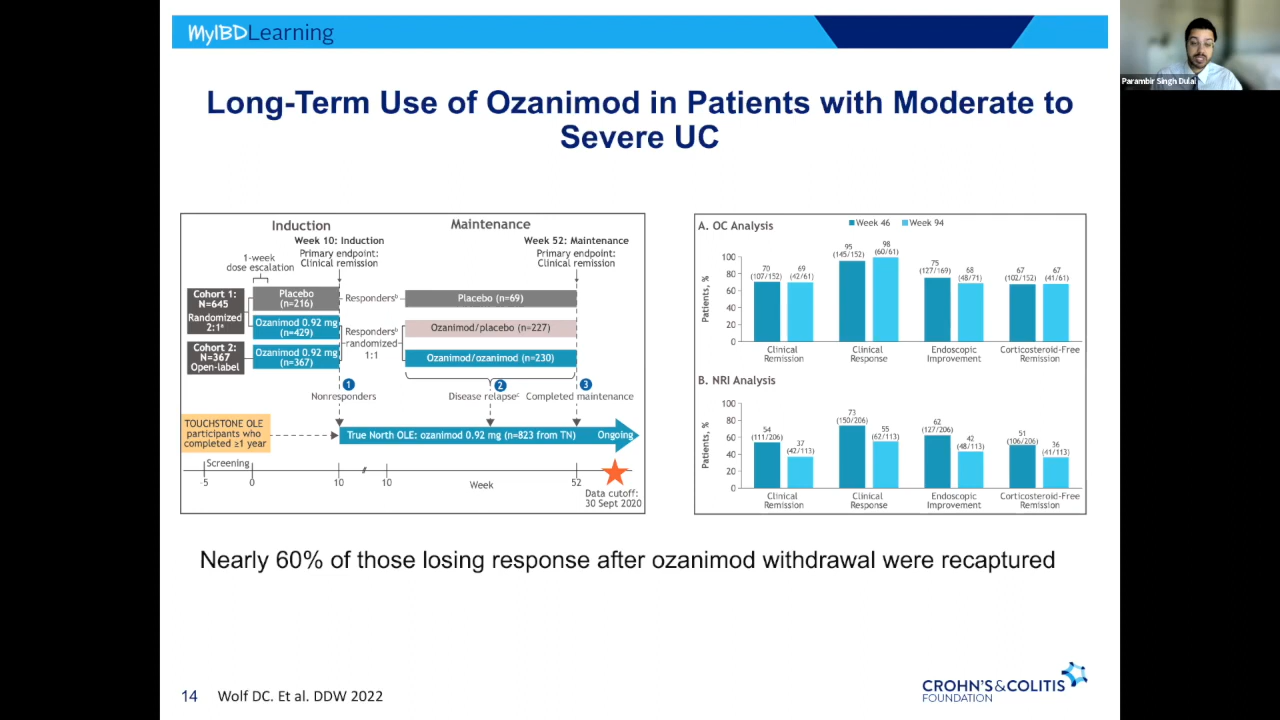 MyIBDLearning
Parambir Singh Dulai
Long-Term Use of Ozanimod in Patients with Moderate to
Severe UC
Induction
Maintenance
Week 10: Induction
Primary endpoint:
Clinical remission
Week 52: Maintenance
Primary endpoint:
Clinical remission
1-week
dose escalation
Cohort 1:
N=645
Randomized
2:1ᵃ
Placebo
(n=216)
Ozanimod 0.92 mg
(n=429)
Cohort 2:
N=367
Open-label
Ozanimod 0.92 mg
(n=367)
Respondersᵇ
Placebo (n=69)
Respondersᵇ
randomized
1:1
Ozanimod/placebo (n=227)
Ozanimod/ozanimod (n=230)
1
2
3
Nonresponders
Disease relapseᶜ
Completed maintenance
TOUCHSTONE OLE
participants who
completed ≥1 year
True North OLE: ozanimod 0.92 mg (n=823 from TN)
Ongoing
Screening
-5 0 10 10 52
Week
Data cutoff:
30 Sept 2020
A. OC Analysis
Week 46 Week 94
Patients, %
100
80
60
40
20
0
70
(107/152)
69
(42/61)
95
(145/152)
98
(60/61)
75
(127/169)
68
(48/71)
67
(102/152)
67
(41/61)
Clinical
Remission
Clinical
Response
Endoscopic
Improvement
Corticosteroid-Free
Remission
B. NRI Analysis
Patients, %
100
80
60
40
20
0
54
(111/206)
37
(42/113)
73
(150/206)
55
(62/113)
62
(127/206)
42
(48/113)
51
(106/206)
36
(41/113)
Clinical
Remission
Clinical
Response
Endoscopic
Improvement
Corticosteroid-Free
Remission
Nearly 60% of those losing response after ozanimod withdrawal were recaptured
14 Wolf DC. Et al. DDW 2022
CROHN'S&COLITIS
FOUNDATION